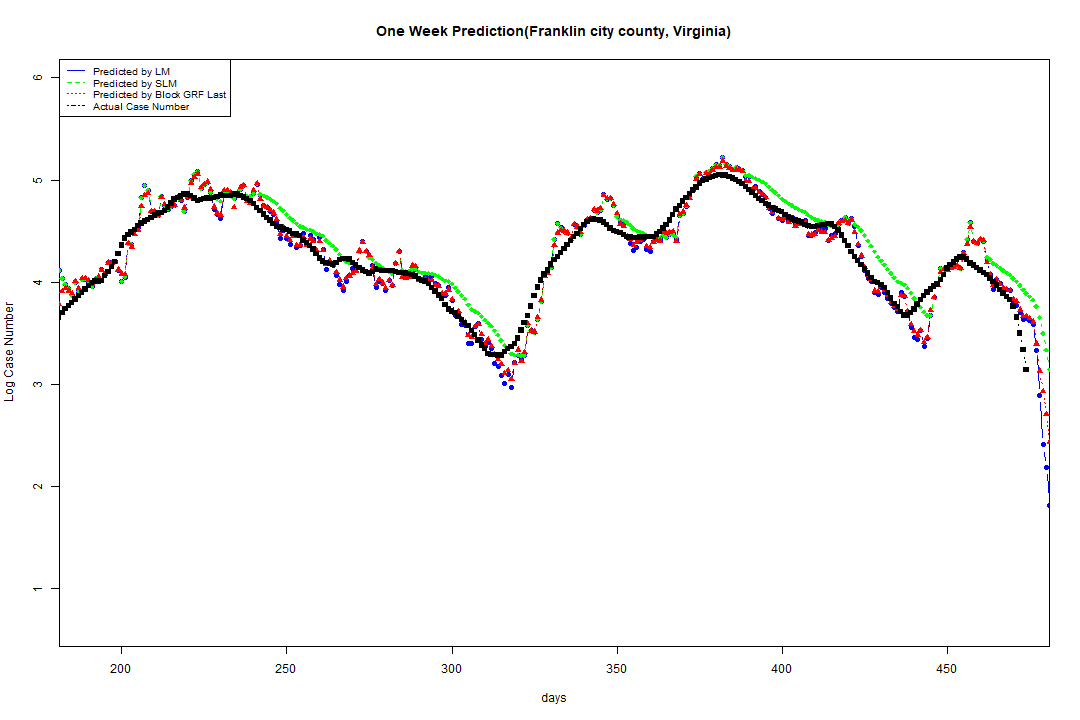 One Week Prediction(Franklin city county, Virginia)
Predicted by LM
Predicted by SLM
Predicted by Block GRF Last
Actual Case Number
6
5
4
3
2
1
Log Case Number
200 250 300 350 400 450
days